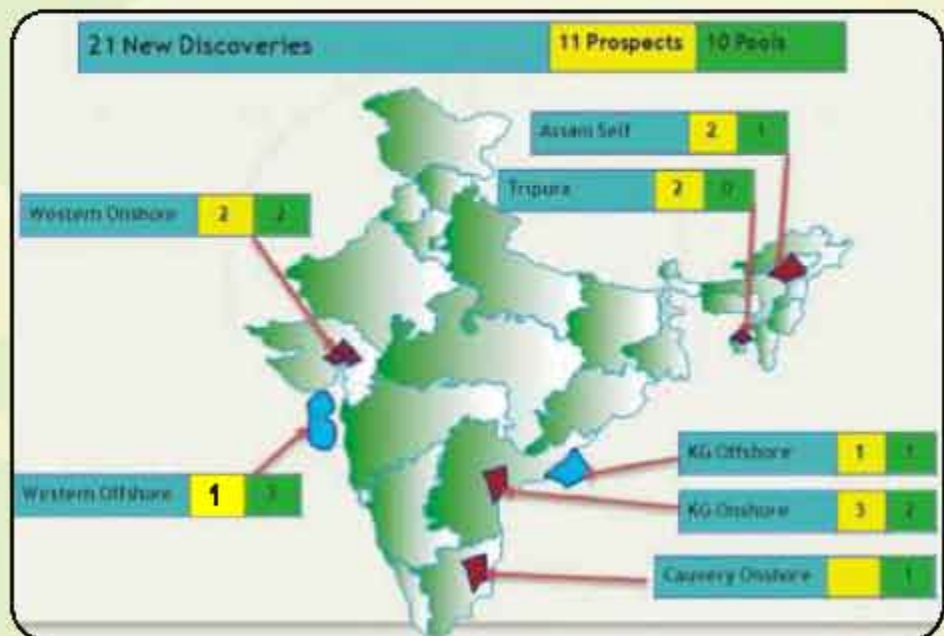 21 New Discoveries 11 Prospects 10 Pools
Assam Self 2 1
Tripura 2 0
Western Onshore 2 2
KG Offshore 1 1
Western Offshore 1 3
KG Onshore 3 2
Cauvery Onshore 1